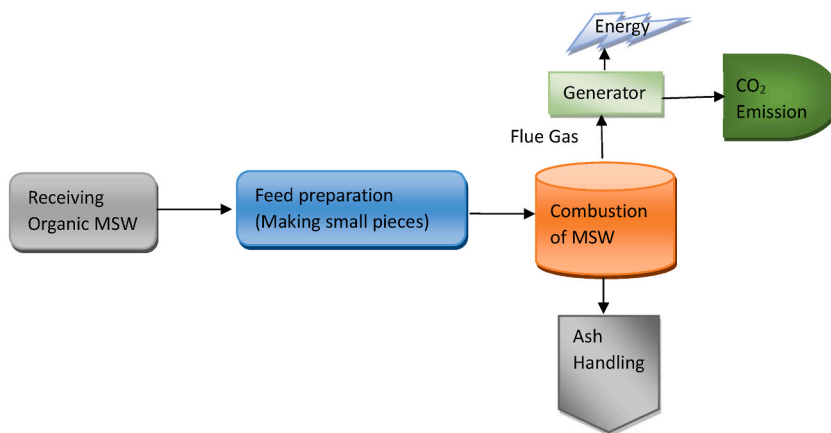 Energy
Generator
CO₂
Emission
Flue Gas
Receiving
Organic MSW
Feed preparation
(Making small pieces)
Combustion
of MSW
Ash
Handling